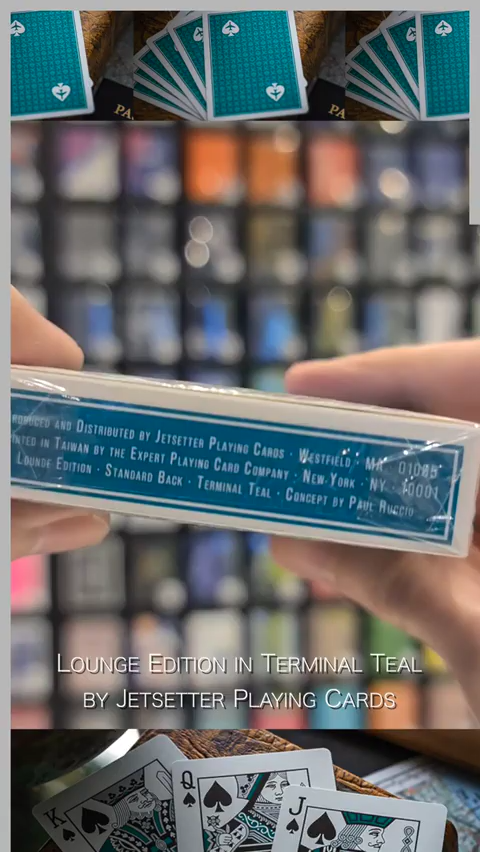 PA
PA
RODUCED AND DISTRIBUTED BY JETSETTER PLAYING CARDS · WESTFIELD · MA 01085
INTED IN TAIWAN BY THE EXPERT PLAYING CARD COMPANY · NEW YORK · NY · 10001
LOUNGE EDITION · STANDARD BACK · TERMINAL TEAL · CONCEPT BY PAUL RUCCIO
LOUNGE EDITION IN TERMINAL TEAL
BY JETSETTER PLAYING CARDS
K
Q
J